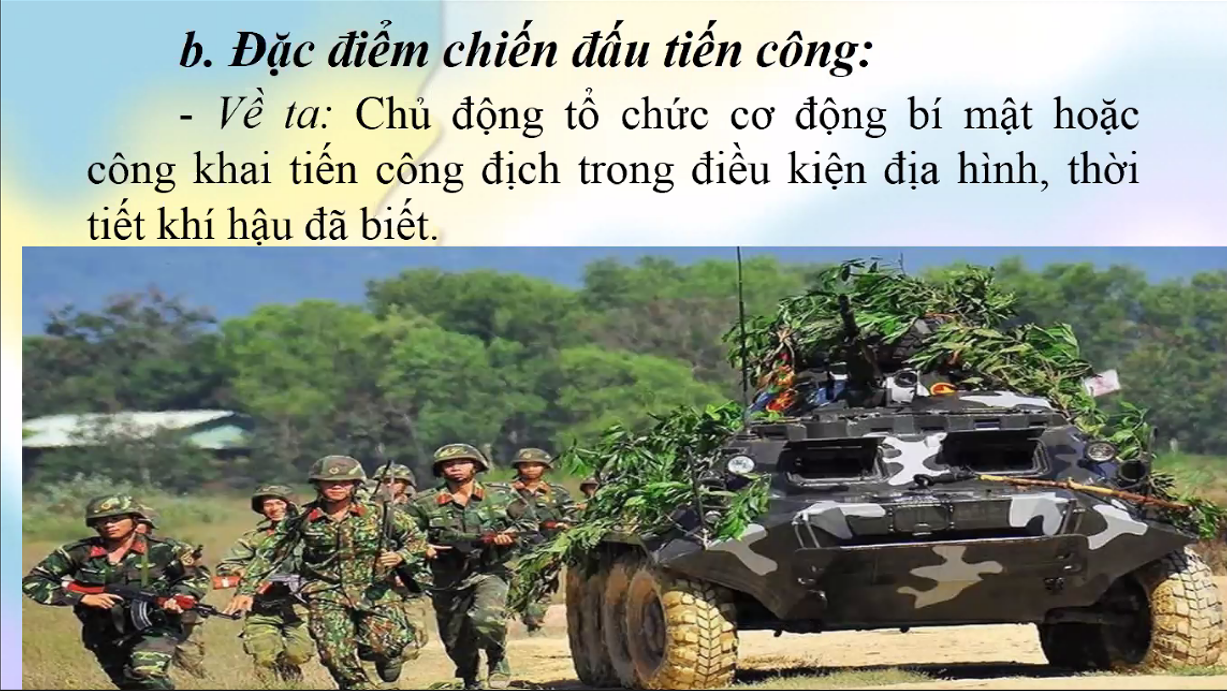 b. Đặc điểm chiến đấu tiến công:
- Về ta: Chủ động tổ chức cơ động bí mật hoặc
công khai tiến công địch trong điều kiện địa hình, thời
tiết khí hậu đã biết.